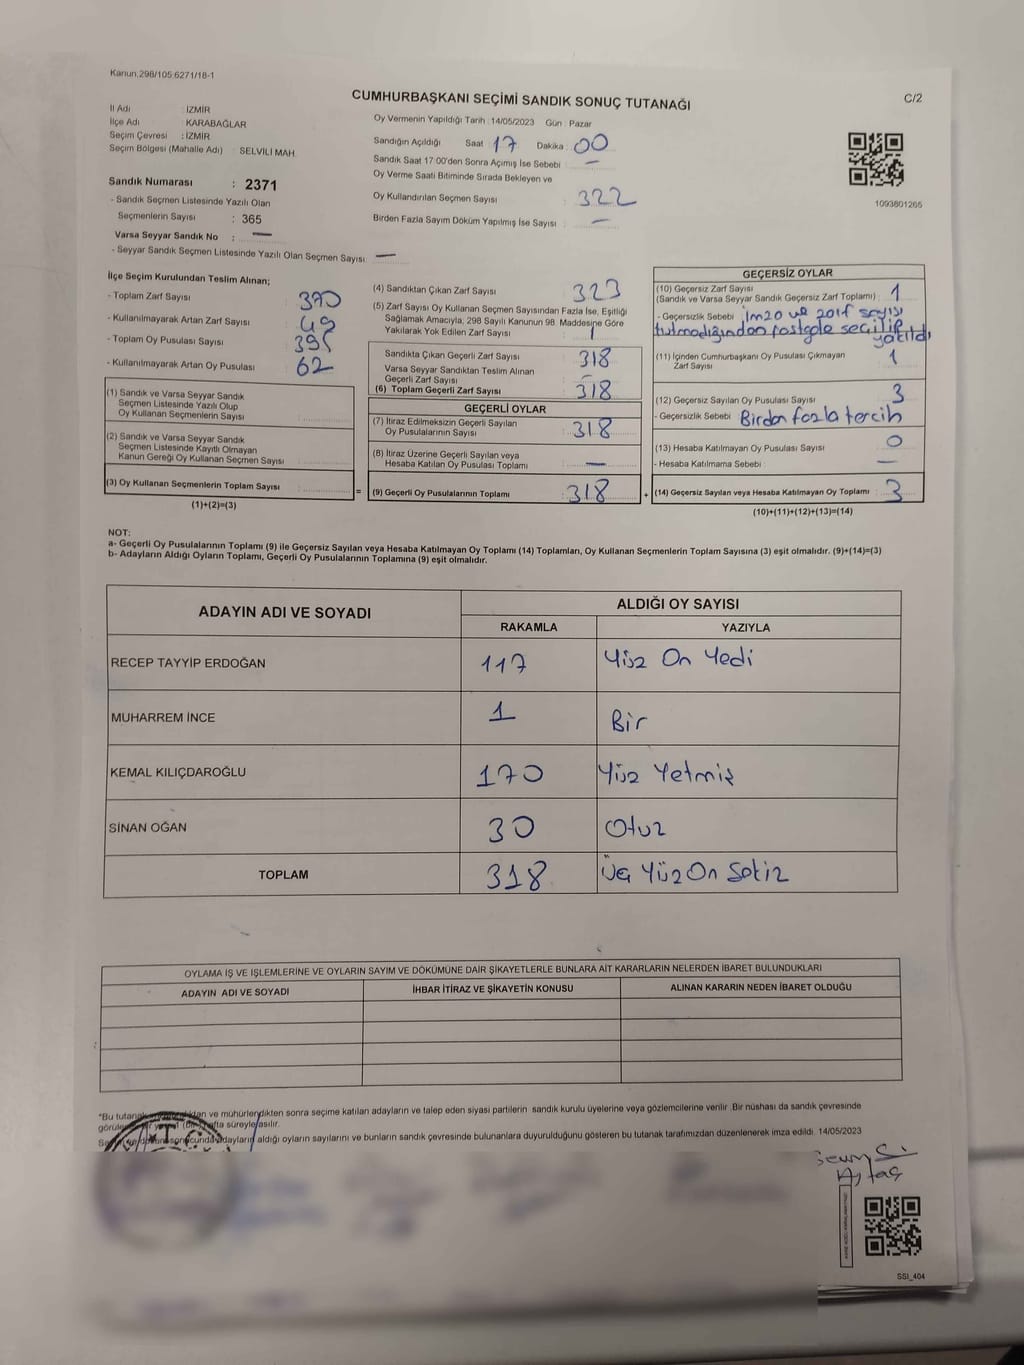 Kanun,298/105 6271/18-1
CUMHURBAŞKANI SEÇİMİ SANDIK SONUÇ TUTANAĞI
C/2
İl Adı : İZMİR
İlçe Adı : KARABAĞLAR
Seçim Çevresi : İZMİR
Seçim Bölgesi (Mahalle Adı) : SELVİLİ MAH.
Sandık Numarası : 2371
- Sandık Seçmen Listesinde Yazılı Olan
Seçmenlerin Sayısı : 365
Varsa Seyyar Sandık No : —
- Seyyar Sandık Seçmen Listesinde Yazılı Olan Seçmen Sayısı: —
Oy Vermenin Yapıldığı Tarih :14/05/2023 Gün : Pazar
Sandığın Açıldığı Saat : 17 Dakika : 00
Sandık Saat 17:00'den Sonra Açımış İse Sebebi : —
Oy Verme Saati Bitiminde Sırada Bekleyen ve
Oy Kullandırılan Seçmen Sayısı : 322
Birden Fazla Sayım Döküm Yapılmış İse Sayısı : —
1093601265
İlçe Seçim Kurulundan Teslim Alınan;
- Toplam Zarf Sayısı : 370
- Kullanılmayarak Artan Zarf Sayısı : 49
- Toplam Oy Pusulası Sayısı :
- Kullanılmayarak Artan Oy Pusulası : 62
(1) Sandık ve Varsa Seyyar Sandık
Seçmen Listesinde Yazılı Olup
Oy Kullanan Seçmenlerin Sayısı :
(2) Sandık ve Varsa Seyyar Sandık
Seçmen Listesinde Kayıtlı Olmayan
Kanun Gereği Oy Kullanan Seçmen Sayısı :
(3) Oy Kullanan Seçmenlerin Toplam Sayısı :
(1)+(2)=(3)
=
(4) Sandıktan Çıkan Zarf Sayısı : 323
(5) Zarf Sayısı Oy Kullanan Seçmen Sayısından Fazla İse, Eşitliği
Sağlamak Amacıyla, 298 Sayılı Kanunun 98. Maddesine Göre
Yakılarak Yok Edilen Zarf Sayısı : 1
Sandıkta Çıkan Geçerli Zarf Sayısı : 318
Varsa Seyyar Sandıktan Teslim Alınan
Geçerli Zarf Sayısı : —
(6) Toplam Geçerli Zarf Sayısı : 318
GEÇERLİ OYLAR
(7) İtiraz Edilmeksizin Geçerli Sayılan
Oy Pusulalarının Sayısı : 318
(8) İtiraz Üzerine Geçerli Sayılan veya
Hesaba Katılan Oy Pusulası Toplamı : —
(9) Geçerli Oy Pusulalarının Toplamı : 318
+
GEÇERSİZ OYLAR
(10) Geçersiz Zarf Sayısı
(Sandık ve Varsa Seyyar Sandık Geçersiz Zarf Toplamı) : 1
- Geçersizlik Sebebi : imza ve zarf sayısı
tutmadığından rastgele seçilip
yakıldı
(11) İçinden Cumhurbaşkanı Oy Pusulası Çıkmayan
Zarf Sayısı : 1
(12) Geçersiz Sayılan Oy Pusulası Sayısı : 3
- Geçersizlik Sebebi : Birden fazla tercih
(13) Hesaba Katılmayan Oy Pusulası Sayısı : 0
- Hesaba Katılmama Sebebi : —
(14) Geçersiz Sayılan veya Hesaba Katılmayan Oy Toplamı : 3
(10)+(11)+(12)+(13)=(14)
NOT:
a- Geçerli Oy Pusulalarının Toplamı (9) ile Geçersiz Sayılan veya Hesaba Katılmayan Oy Toplamı (14) Toplamları, Oy Kullanan Seçmenlerin Toplam Sayısına (3) eşit olmalıdır. (9)+(14)=(3)
b- Adayların Aldığı Oyların Toplamı, Geçerli Oy Pusulalarının Toplamına (9) eşit olmalıdır.
ADAYIN ADI VE SOYADI ALDIĞI OY SAYISI
RAKAMLA YAZIYLA
RECEP TAYYİP ERDOĞAN 117 Yüz On Yedi
MUHARREM İNCE 1 Bir
KEMAL KILIÇDAROĞLU 170 Yüz Yetmiş
SİNAN OĞAN 30 Otuz
TOPLAM 318 Üç Yüz On Sekiz
OYLAMA İŞ VE İŞLEMLERİNE VE OYLARIN SAYIM VE DÖKÜMÜNE DAİR ŞİKAYETLERLE BUNLARA AİT KARARLARIN NELERDEN İBARET BULUNDUKLARI
ADAYIN ADI VE SOYADI İHBAR İTİRAZ VE ŞİKAYETİN KONUSU ALINAN KARARIN NEDEN İBARET OLDUĞU
*Bu tutanak ve mühürlendikten sonra seçime katılan adayların ve talep eden siyasi partilerin sandık kurulu üyelerine veya gözlemcilerine verilir. Bir nüshası da sandık çevresinde
hafta süreyle asılır.
sonucunda adayların aldığı oyların sayılarını ve bunların sandık çevresinde bulunanlara duyurulduğunu gösteren bu tutanak tarafımızdan düzenlenerek imza edildi. 14/05/2023
T.C.
Aytaç
SSI_404